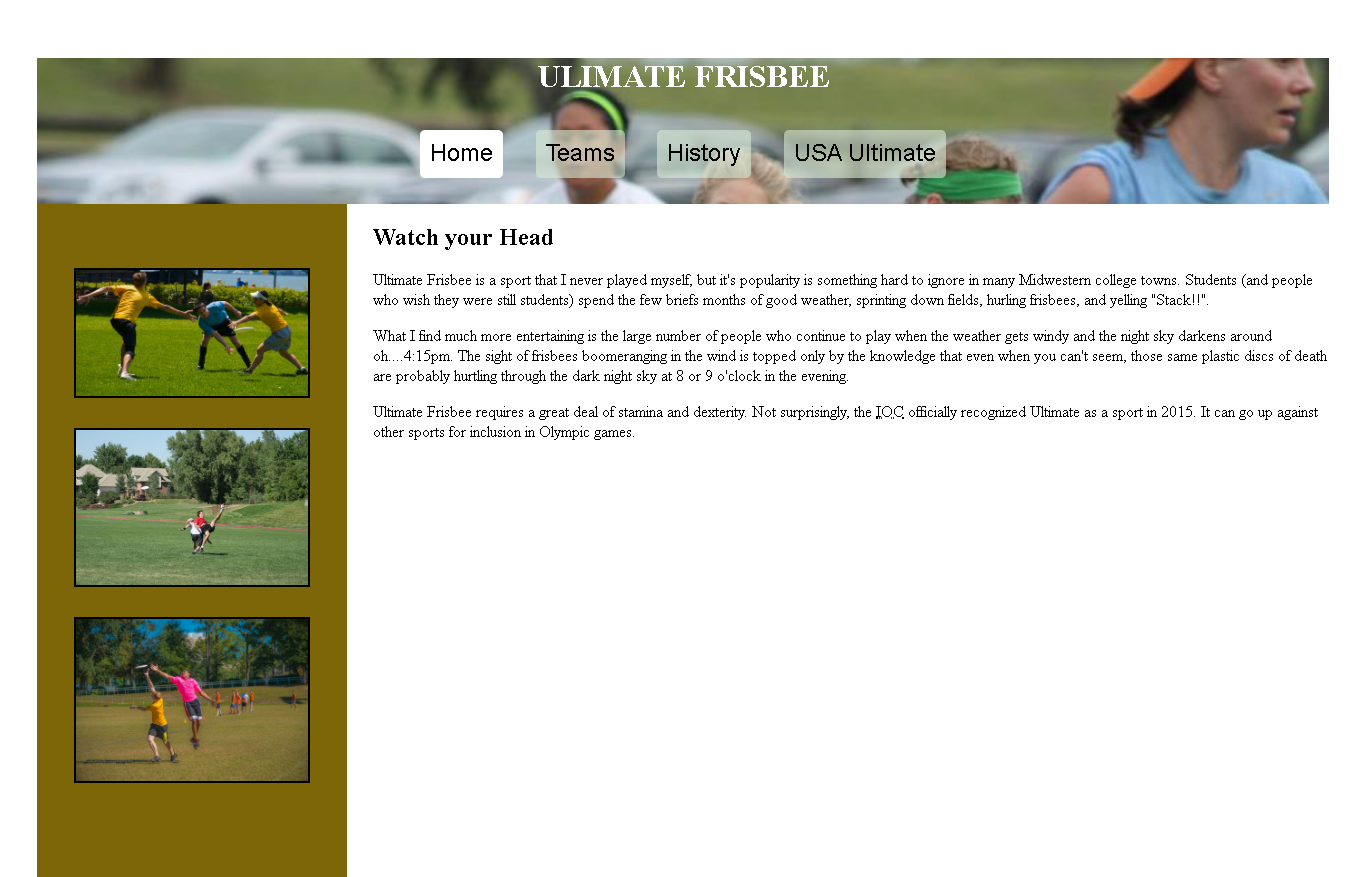 ULIMATE FRISBEE
Home Teams History USA Ultimate
Watch your Head
Ultimate Frisbee is a sport that I never played myself, but it's popularity is something hard to ignore in many Midwestern college towns. Students (and people
who wish they were still students) spend the few briefs months of good weather, sprinting down fields, hurling frisbees, and yelling "Stack!!".
What I find much more entertaining is the large number of people who continue to play when the weather gets windy and the night sky darkens around
oh....4:15pm. The sight of frisbees boomeranging in the wind is topped only by the knowledge that even when you can't seem, those same plastic discs of death
are probably hurtling through the dark night sky at 8 or 9 o'clock in the evening.
Ultimate Frisbee requires a great deal of stamina and dexterity. Not surprisingly, the IOC officially recognized Ultimate as a sport in 2015. It can go up against
other sports for inclusion in Olympic games.